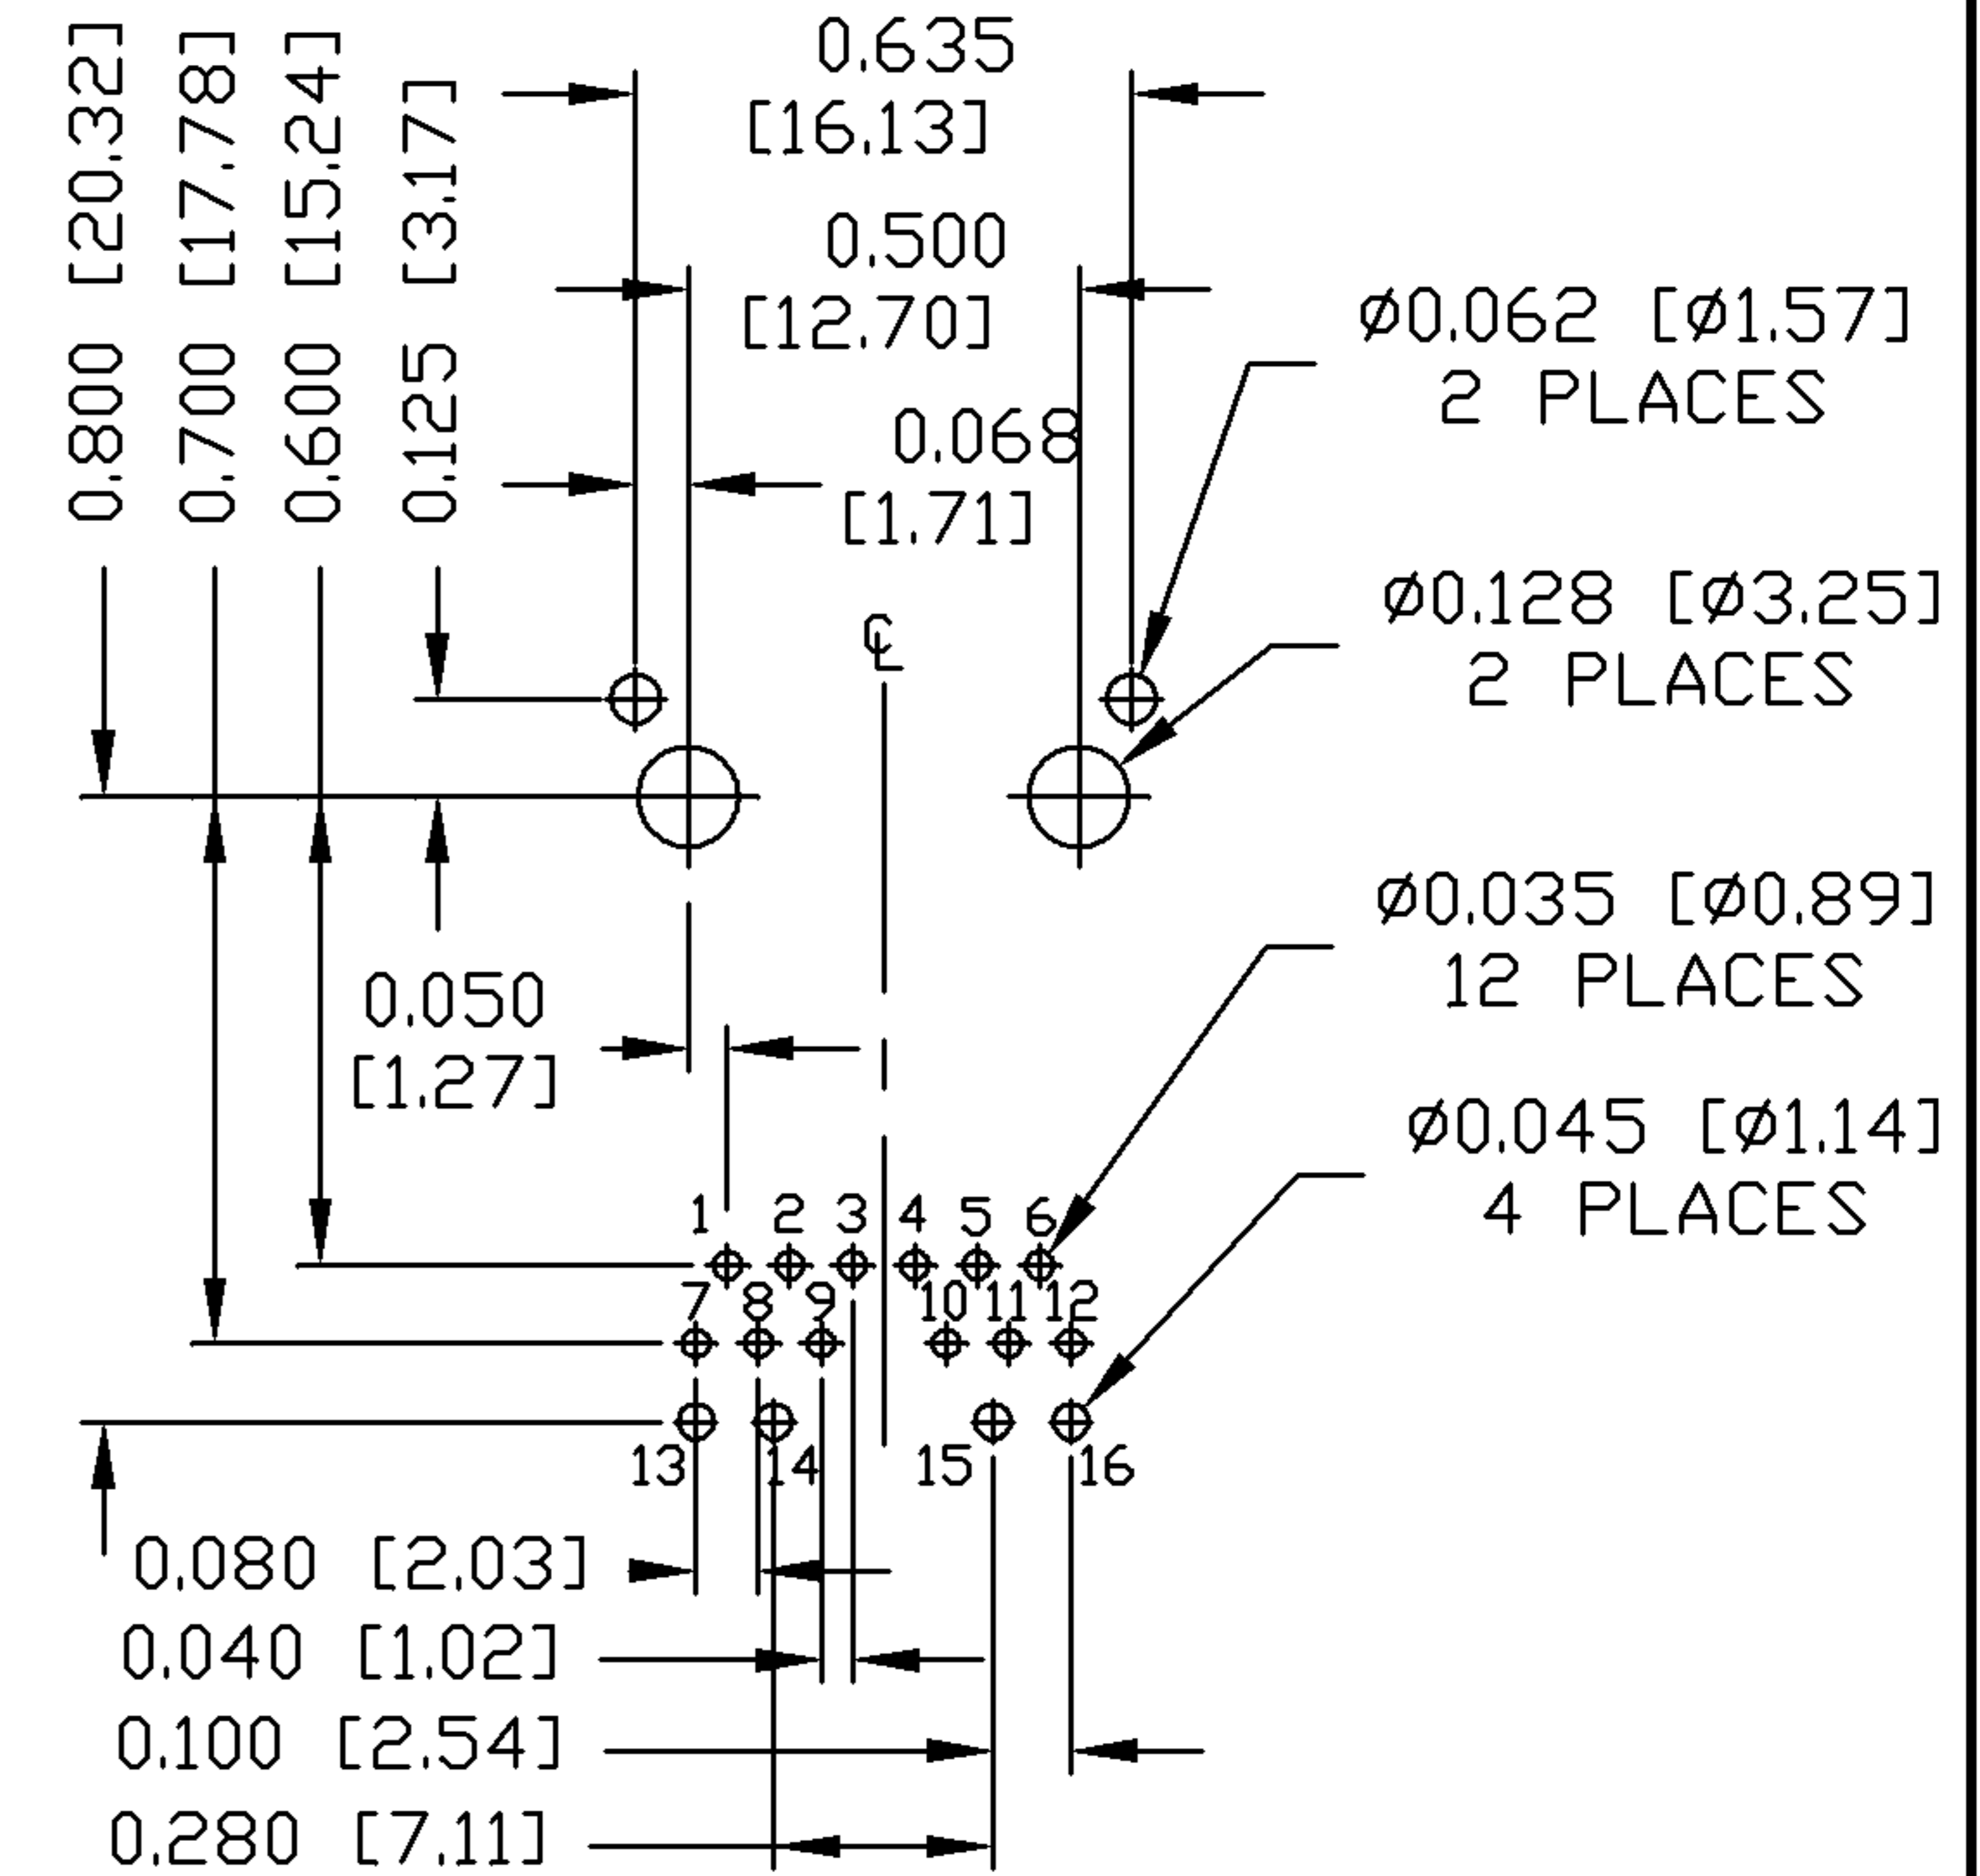 0.800 [20.32]
0.700 [17.78]
0.600 [15.24]
0.125 [3.17]
0.635
[16.13]
0.500
[12.70]
0.068
[1.71]
℄
Ø0.062 [Ø1.57]
2 PLACES
Ø0.128 [Ø3.25]
2 PLACES
Ø0.035 [Ø0.89]
12 PLACES
Ø0.045 [Ø1.14]
4 PLACES
0.050
[1.27]
1 2 3 4 5 6
7 8 9 10 11 12
13 14 15 16
0.080 [2.03]
0.040 [1.02]
0.100 [2.54]
0.280 [7.11]